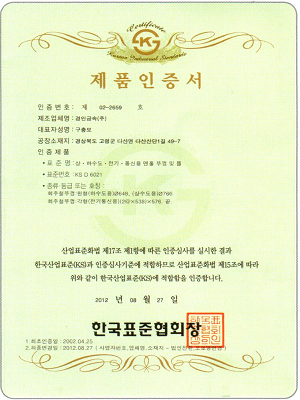 Certificate
KS
Korean Industrial Standards
제품인증서
인증번호: 제 02-2659 호
제조업체명: 경인금속(주)
대표자성명: 구충모
공장소재지: 경상북도 고령군 다산면 다산산단1길 49-7
인증제품
• 표준명: 상·하수도·전기·통신용 맨홀 뚜껑 및 틀
• 표준번호: KS D 6021
• 종류·등급 또는 호칭:
산업표준화법 제17조 제1항에 따른 인증심사를 실시한 결과
한국산업표준(KS)과 인증심사기준에 적합하므로 산업표준화법 제15조에 따라
위와 같이 한국산업표준(KS)에 적합함을 인증합니다.
2012 년 08 월 27 일
한국표준협회장
1. 최초인증일 : 2002.04.25
2. 최종변경일 : 2012.08.27